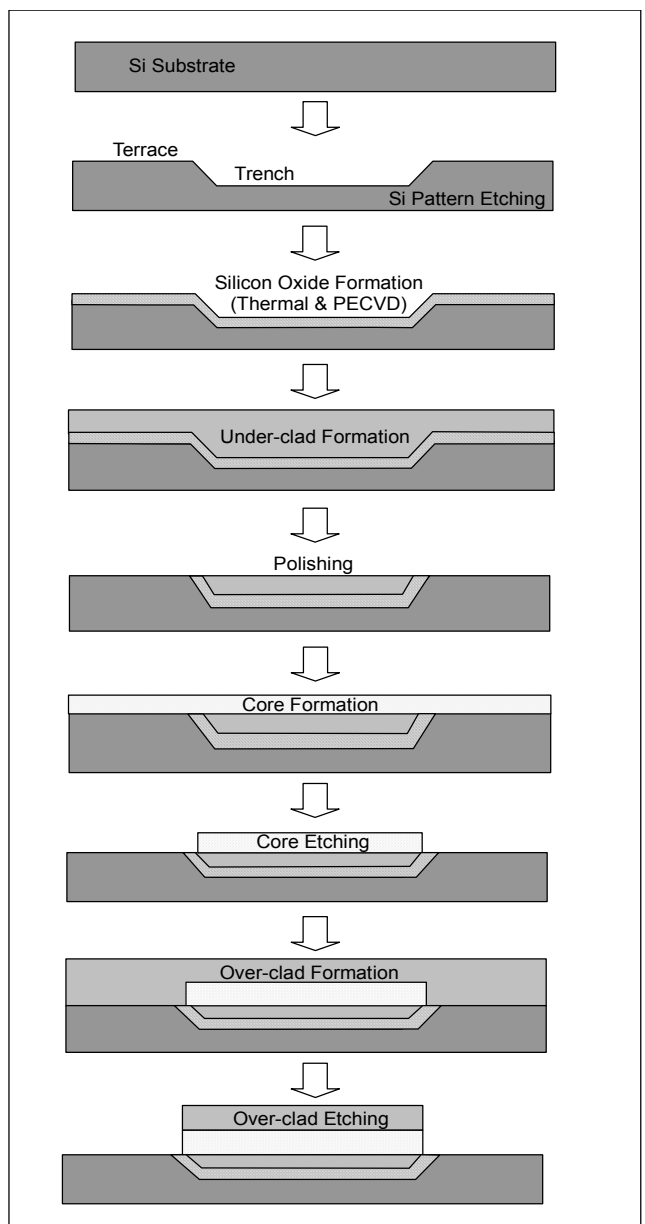 Si Substrate
Terrace
Trench
Si Pattern Etching
Silicon Oxide Formation
(Thermal & PECVD)
Under-clad Formation
Polishing
Core Formation
Core Etching
Over-clad Formation
Over-clad Etching